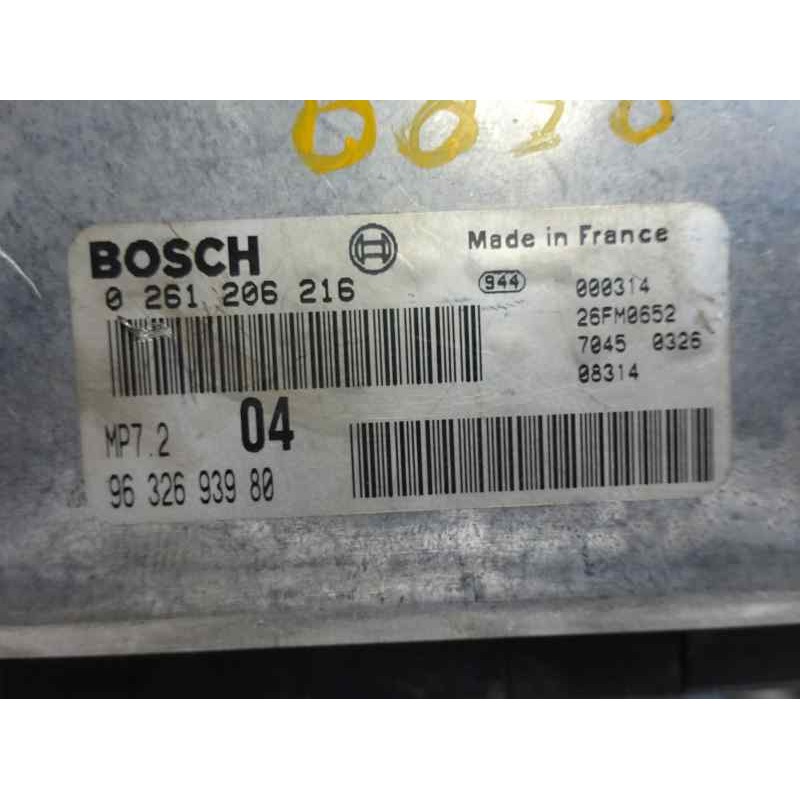 BOSCH
Made in France
0 261 206 216
944
000314
26FM0652
7045 0326
08314
MP7.2
04
96 326 939 80